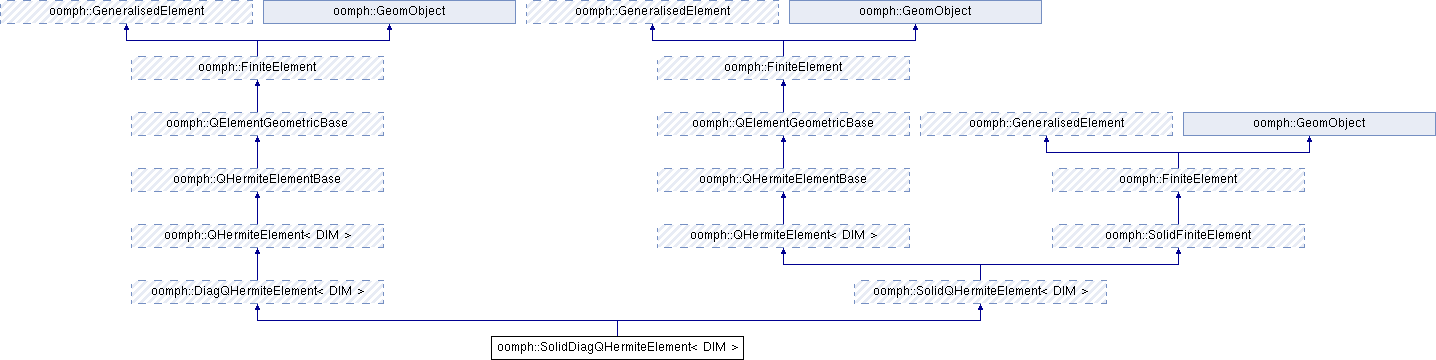 oomph::GeneralisedElement
oomph::GeomObject
oomph::GeneralisedElement
oomph::GeomObject
oomph::FiniteElement
oomph::FiniteElement
oomph::QElementGeometricBase
oomph::QElementGeometricBase
oomph::GeneralisedElement
oomph::GeomObject
oomph::QHermiteElementBase
oomph::QHermiteElementBase
oomph::FiniteElement
oomph::QHermiteElement< DIM >
oomph::QHermiteElement< DIM >
oomph::SolidFiniteElement
oomph::DiagQHermiteElement< DIM >
oomph::SolidQHermiteElement< DIM >
oomph::SolidDiagQHermiteElement< DIM >